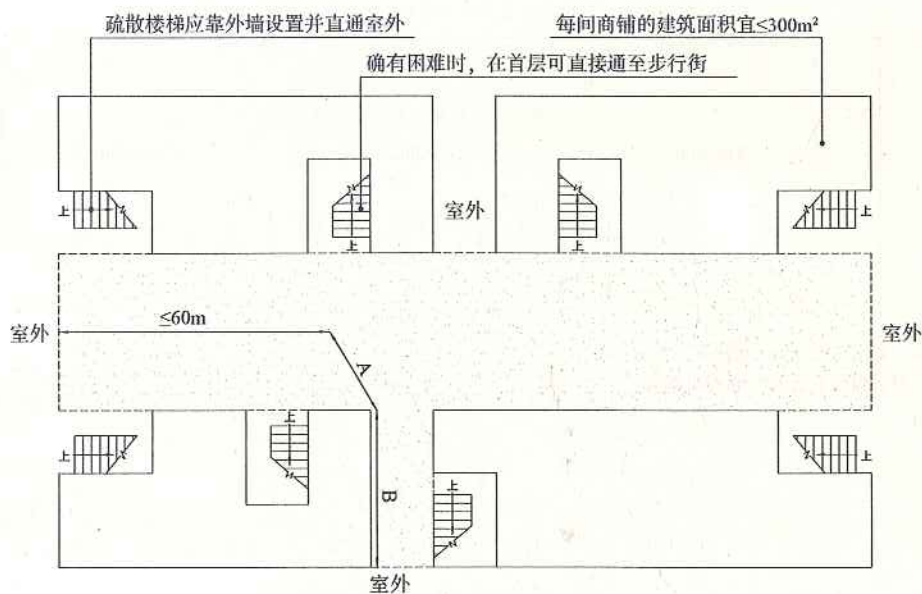 疏散楼梯应靠外墙设置并直通室外
每间商铺的建筑面积宜≤300m²
确有困难时，在首层可直接通至步行街
室外
上
上
上
上
≤60m
室外
室外
A
上
上
上
B
上
上
室外